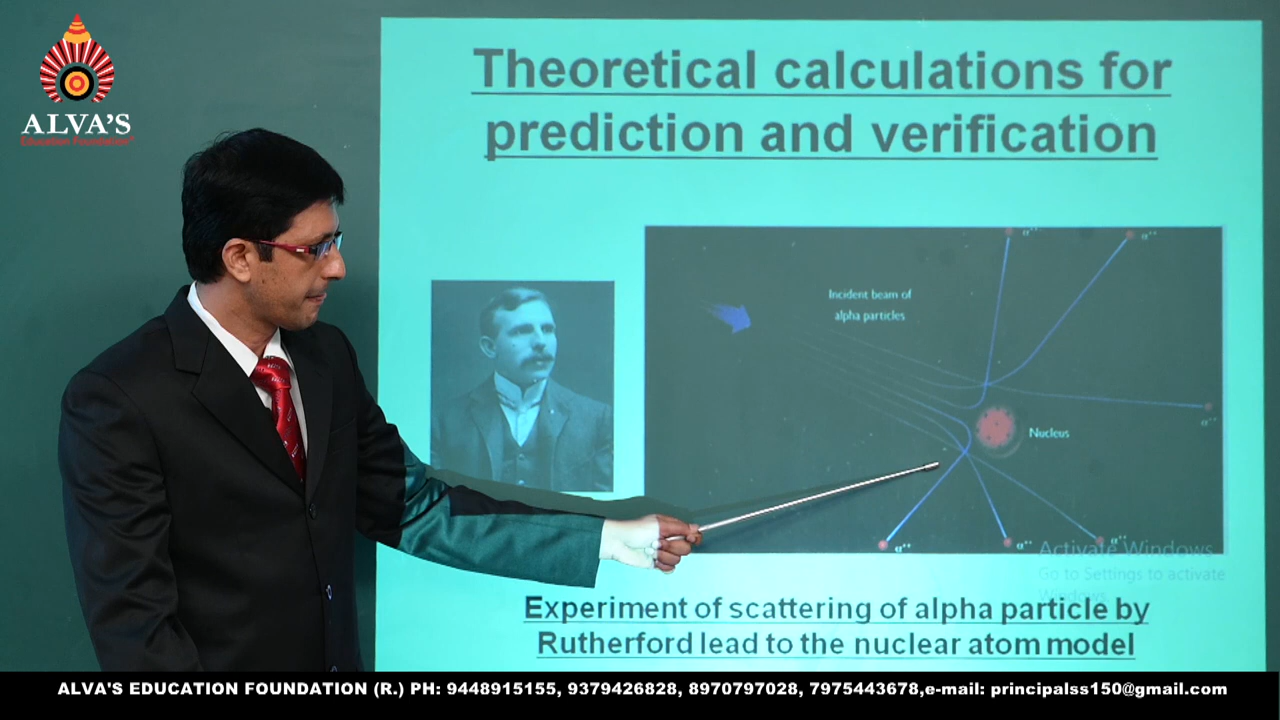 ALVA'S
Education Foundation
Theoretical calculations for
prediction and verification
Incident beam of
alpha particles
Nucleus
α⁺⁺
α⁺⁺
α⁺⁺
α⁺⁺
α⁺⁺
α⁺⁺
Activate Windows
Go to Settings to activate
Windows.
Experiment of scattering of alpha particle by
Rutherford lead to the nuclear atom model
ALVA'S EDUCATION FOUNDATION (R.) PH: 9448915155, 9379426828, 8970797028, 7975443678,e-mail: principalss150@gmail.com